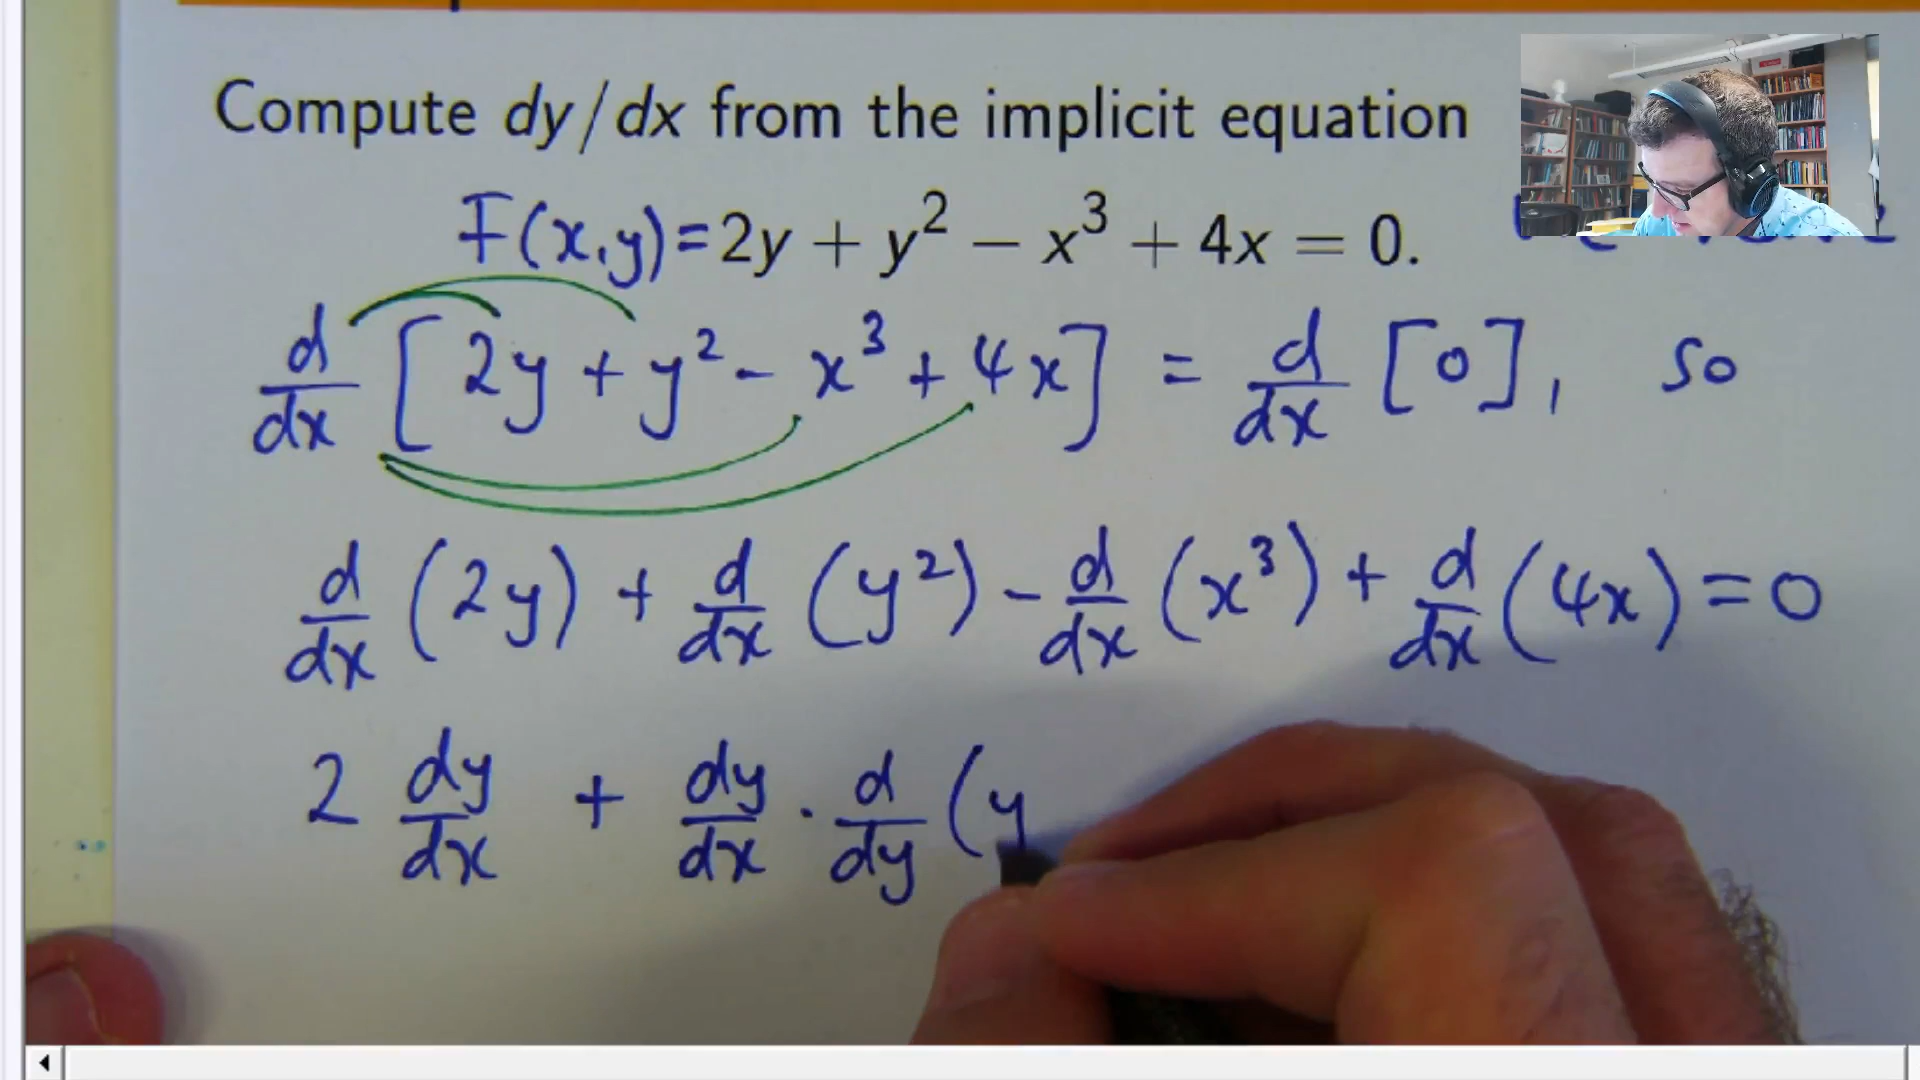 Compute dy/dx from the implicit equation
F(x,y)=2y + y² − x³ + 4x = 0.
d/dx [2y + y² - x³ + 4x] = d/dx [0], so
d/dx (2y) + d/dx (y²) - d/dx (x³) + d/dx (4x) = 0
2 dy/dx + dy/dx · d/dy (y